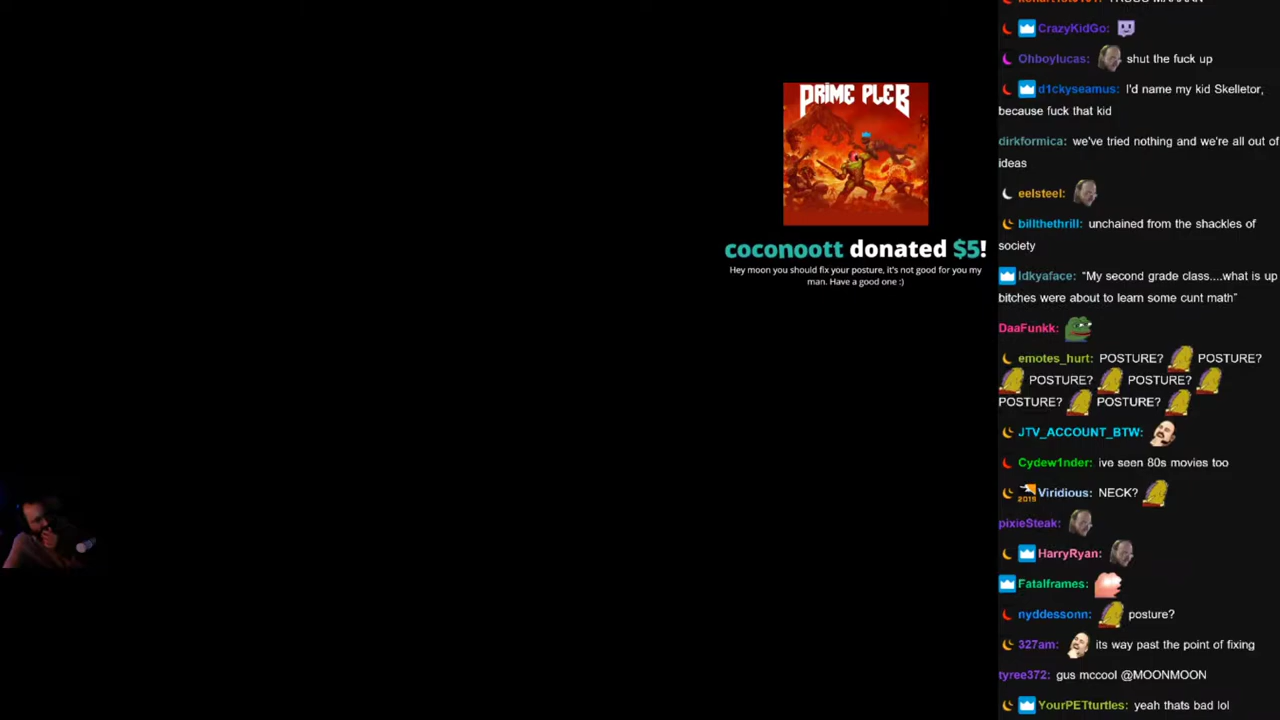 PRIME PLEB
coconoott donated $5!
Hey moon you should fix your posture, it's not good for you my
man. Have a good one :)
CrazyKidGo:
Ohboylucas: shut the fuck up
d1ckyseamus: I'd name my kid Skelletor,
because fuck that kid
dirkformica: we've tried nothing and we're all out of
ideas
eelsteel:
billthethrill: unchained from the shackles of
society
Idkyaface: "My second grade class....what is up
bitches were about to learn some cunt math"
DaaFunkk:
emotes_hurt: POSTURE? POSTURE?
POSTURE? POSTURE?
POSTURE? POSTURE?
JTV_ACCOUNT_BTW:
Cydew1nder: ive seen 80s movies too
2015 Viridious: NECK?
pixieSteak:
HarryRyan:
Fatalframes:
nyddessonn: posture?
327am: its way past the point of fixing
tyree372: gus mccool @MOONMOON
YourPETturtles: yeah thats bad lol